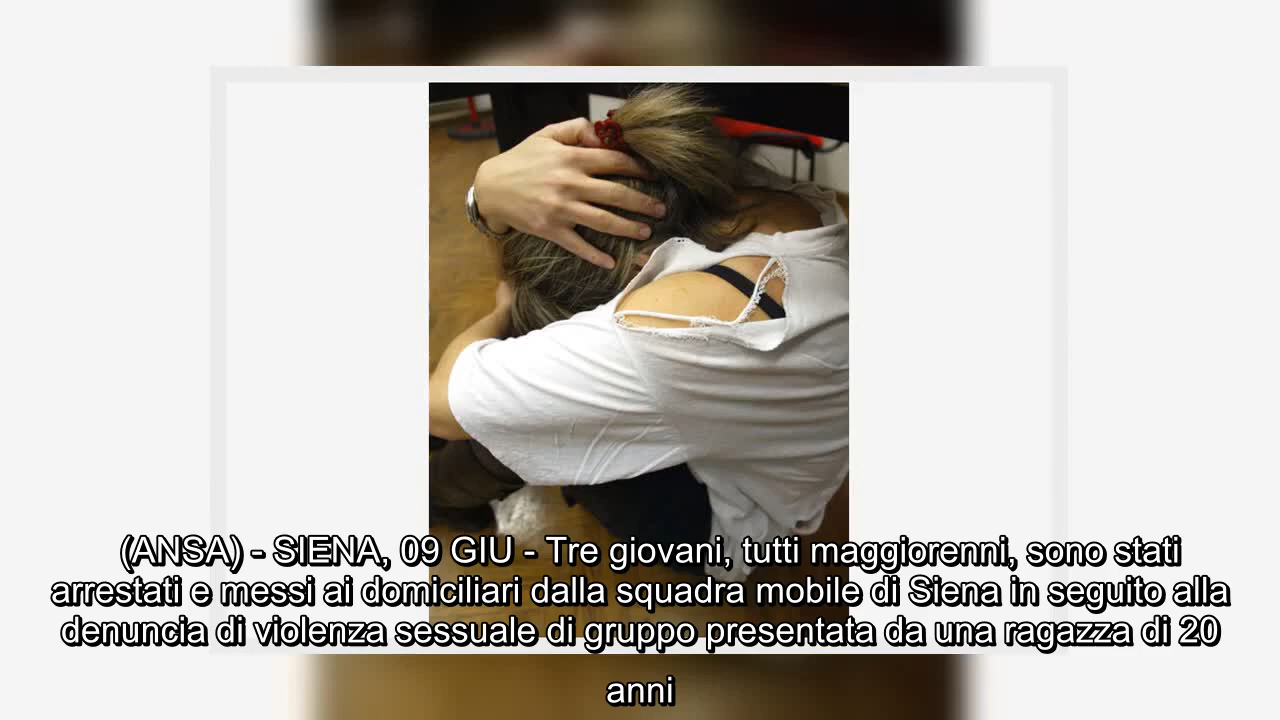 (ANSA) - SIENA, 09 GIU - Tre giovani, tutti maggiorenni, sono stati
arrestati e messi ai domiciliari dalla squadra mobile di Siena in seguito alla
denuncia di violenza sessuale di gruppo presentata da una ragazza di 20
anni